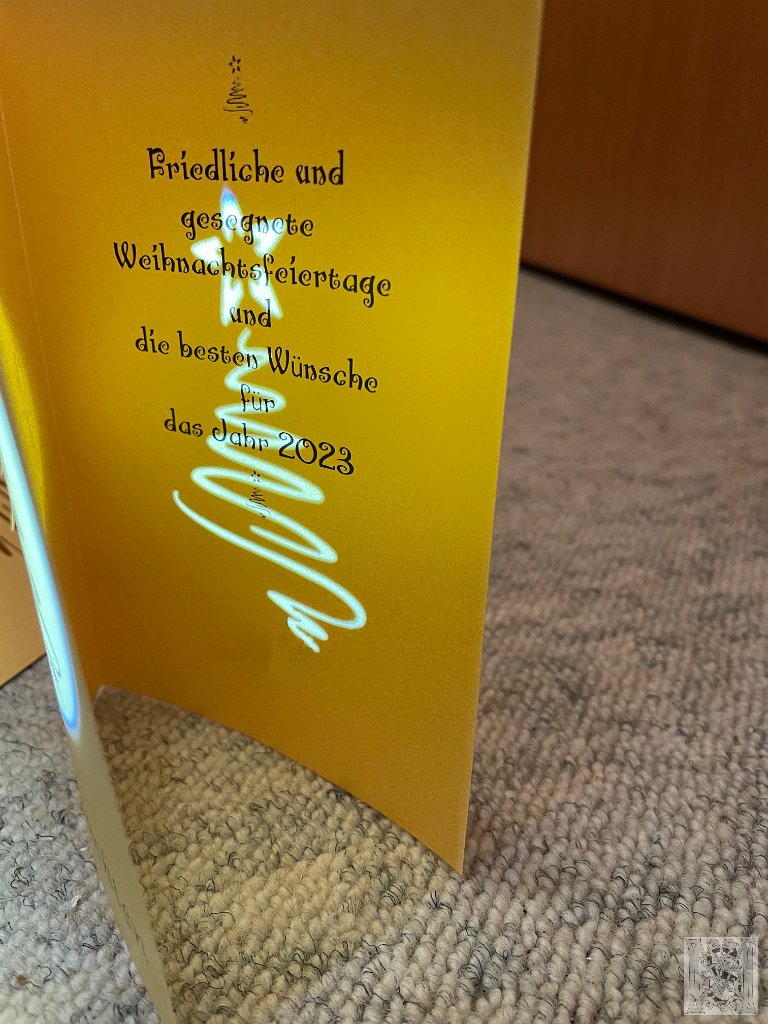 Friedliche und
gesegnete
Weihnachtsfeiertage
und
die besten Wünsche
für
das Jahr 2023